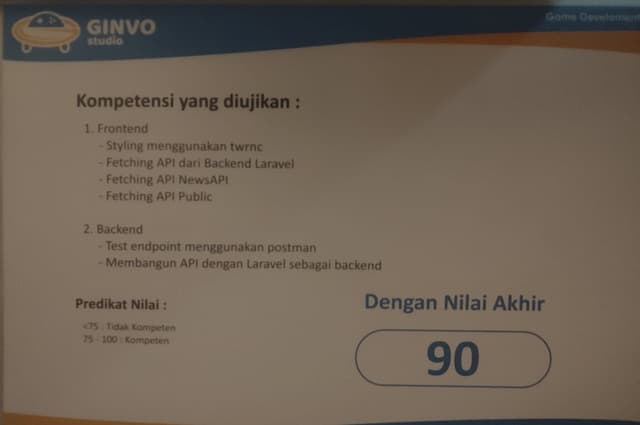 GINVO
studio
Game Development
Kompetensi yang diujikan :
1. Frontend
- Styling menggunakan twrnc
- Fetching API dari Backend Laravel
- Fetching API NewsAPI
- Fetching API Public
2. Backend
- Test endpoint menggunakan postman
- Membangun API dengan Laravel sebagai backend
Predikat Nilai :
<75 : Tidak Kompeten
75 - 100 : Kompeten
Dengan Nilai Akhir
90